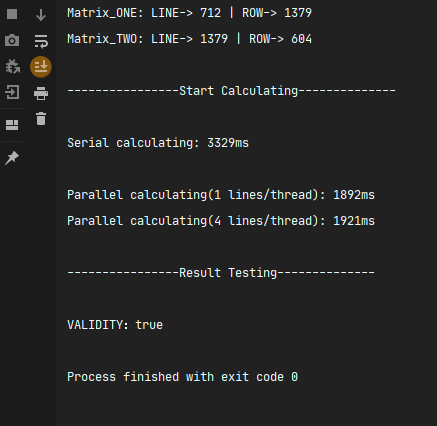 Matrix_ONE: LINE-> 712 | ROW-> 1379
Matrix_TWO: LINE-> 1379 | ROW-> 604
----------------Start Calculating--------------
Serial calculating: 3329ms
Parallel calculating(1 lines/thread): 1892ms
Parallel calculating(4 lines/thread): 1921ms
----------------Result Testing--------------
VALIDITY: true
Process finished with exit code 0